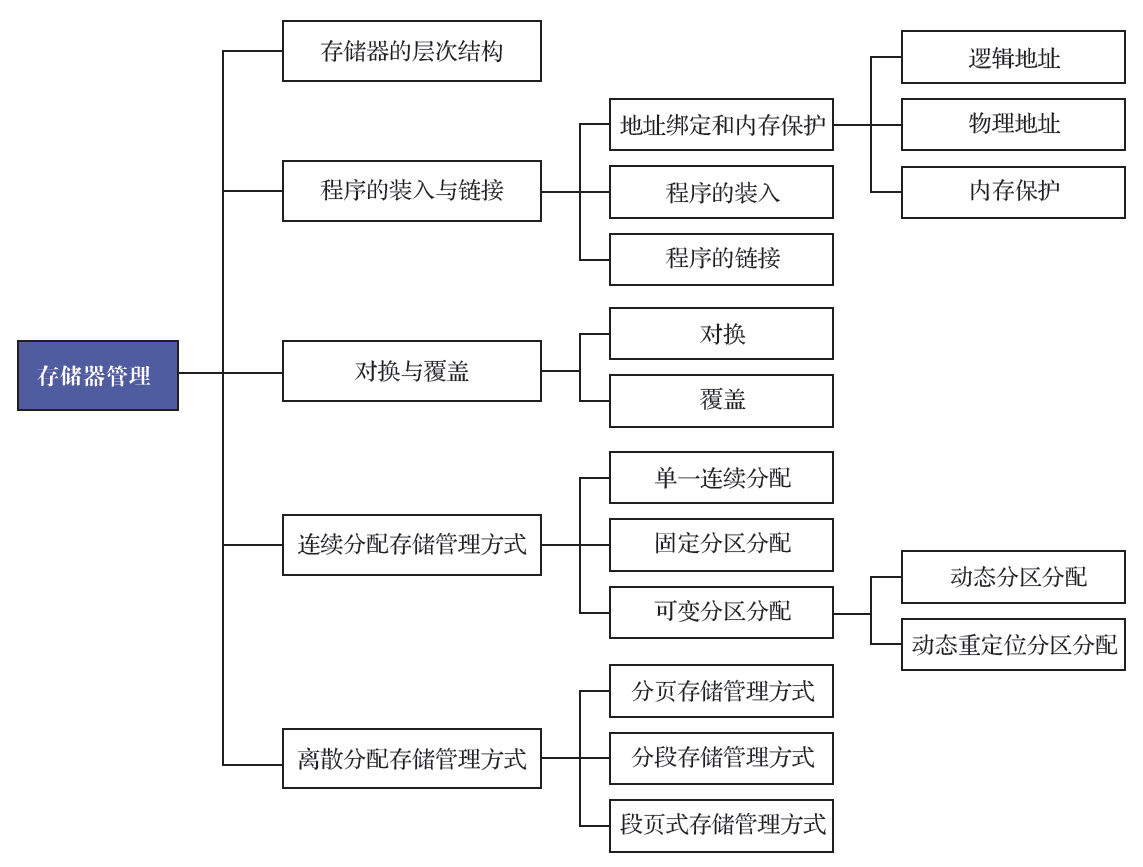 存储器管理
存储器的层次结构
程序的装入与链接
地址绑定和内存保护
逻辑地址
物理地址
内存保护
程序的装入
程序的链接
对换与覆盖
对换
覆盖
连续分配存储管理方式
单一连续分配
固定分区分配
可变分区分配
动态分区分配
动态重定位分区分配
离散分配存储管理方式
分页存储管理方式
分段存储管理方式
段页式存储管理方式